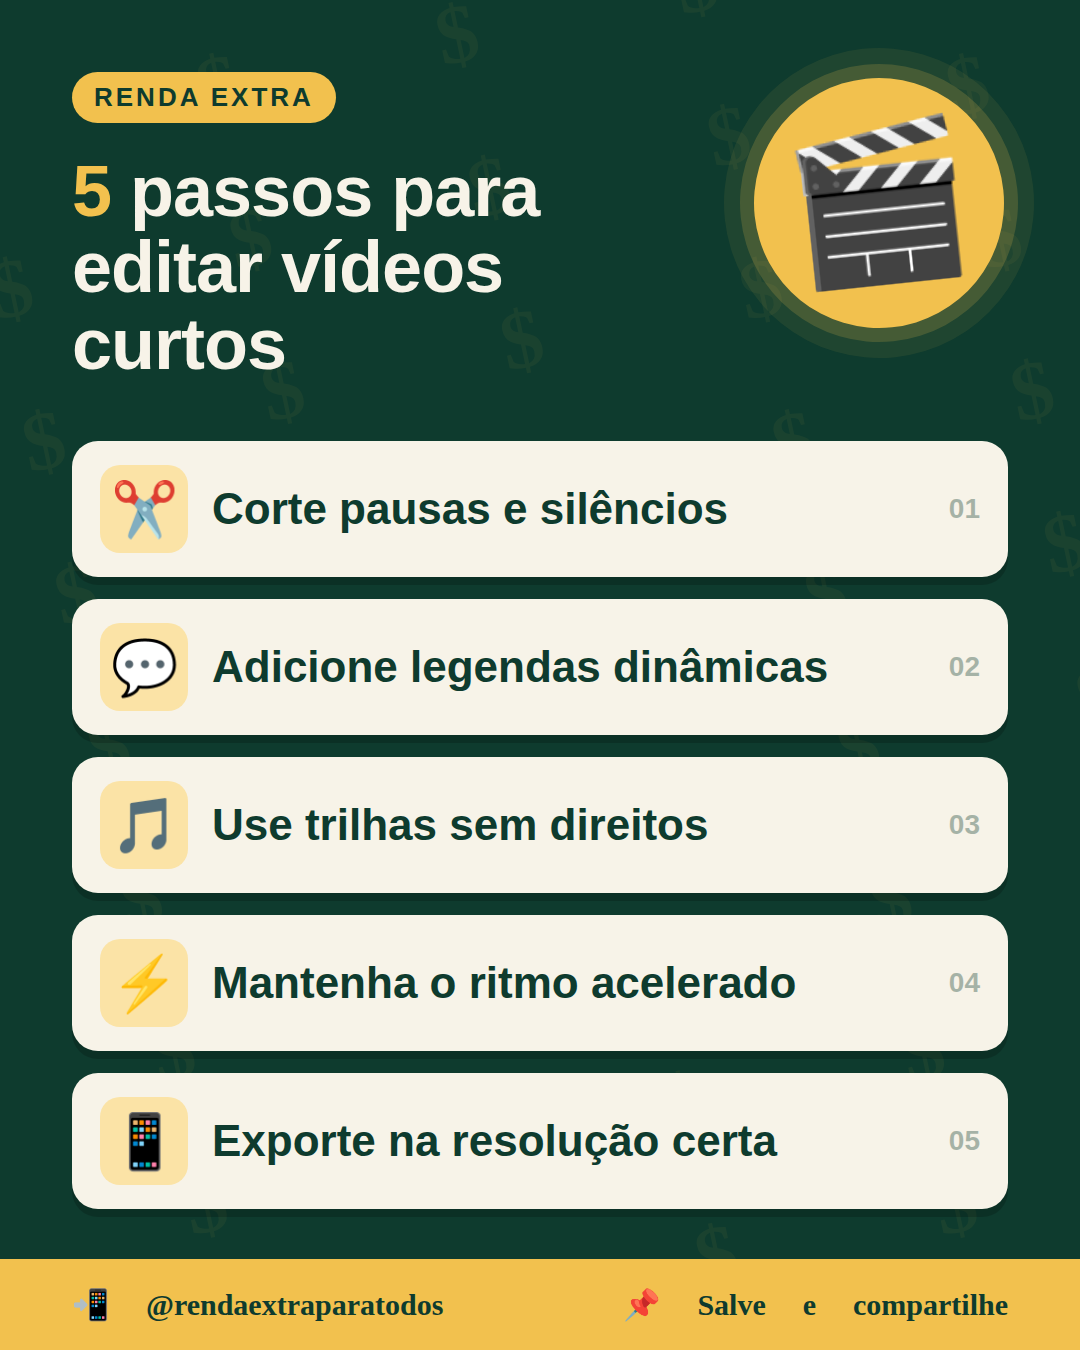 RENDA EXTRA
5 passos para
editar vídeos
curtos
Corte pausas e silêncios 01
Adicione legendas dinâmicas 02
Use trilhas sem direitos 03
Mantenha o ritmo acelerado 04
Exporte na resolução certa 05
@rendaextraparatodos Salve e compartilhe